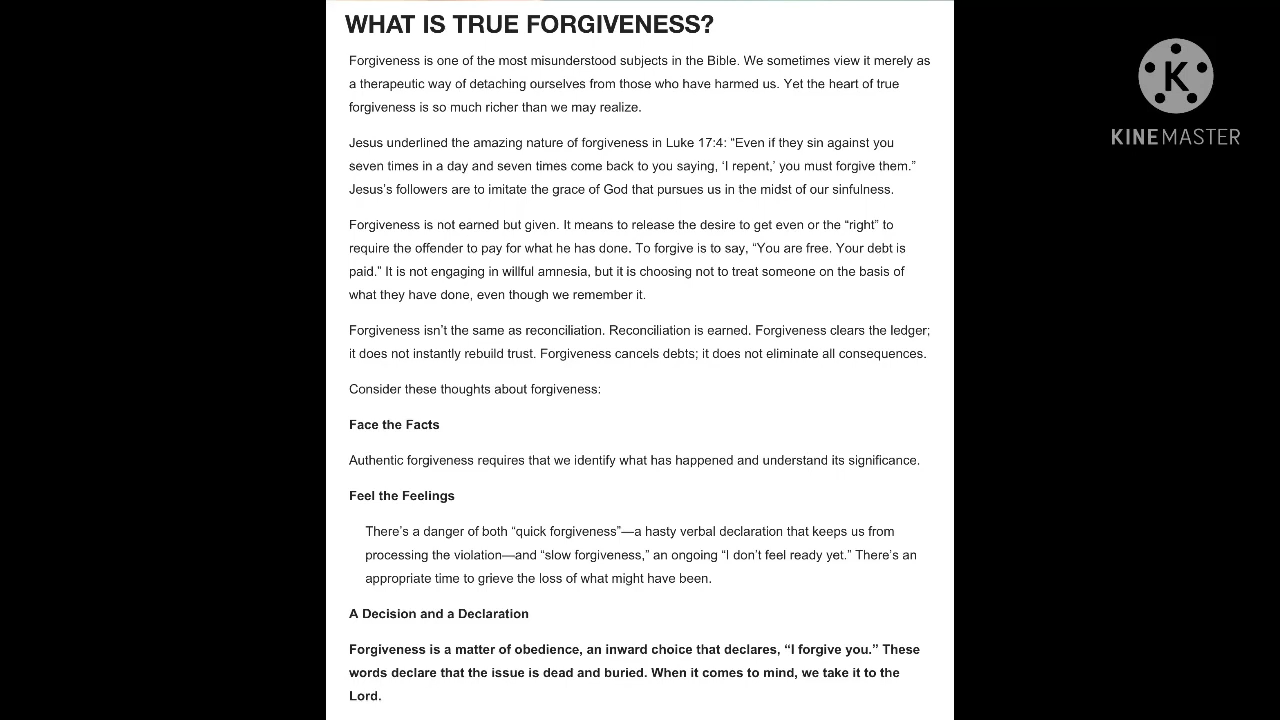 WHAT IS TRUE FORGIVENESS?
Forgiveness is one of the most misunderstood subjects in the Bible. We sometimes view it merely as
a therapeutic way of detaching ourselves from those who have harmed us. Yet the heart of true
forgiveness is so much richer than we may realize.
Jesus underlined the amazing nature of forgiveness in Luke 17:4: “Even if they sin against you
seven times in a day and seven times come back to you saying, ‘I repent,’ you must forgive them.”
Jesus’s followers are to imitate the grace of God that pursues us in the midst of our sinfulness.
Forgiveness is not earned but given. It means to release the desire to get even or the “right” to
require the offender to pay for what he has done. To forgive is to say, “You are free. Your debt is
paid.” It is not engaging in willful amnesia, but it is choosing not to treat someone on the basis of
what they have done, even though we remember it.
Forgiveness isn’t the same as reconciliation. Reconciliation is earned. Forgiveness clears the ledger;
it does not instantly rebuild trust. Forgiveness cancels debts; it does not eliminate all consequences.
Consider these thoughts about forgiveness:
Face the Facts
Authentic forgiveness requires that we identify what has happened and understand its significance.
Feel the Feelings
There’s a danger of both “quick forgiveness”—a hasty verbal declaration that keeps us from
processing the violation—and “slow forgiveness,” an ongoing “I don’t feel ready yet.” There’s an
appropriate time to grieve the loss of what might have been.
A Decision and a Declaration
Forgiveness is a matter of obedience, an inward choice that declares, “I forgive you.” These
words declare that the issue is dead and buried. When it comes to mind, we take it to the
Lord.
K
KINEMASTER